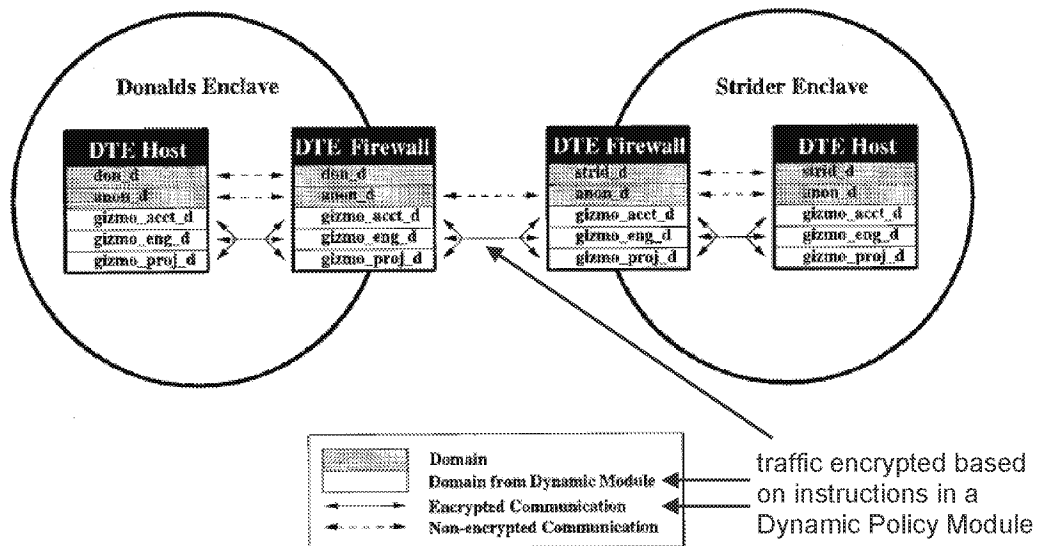 Donalds Enclave
Strider Enclave
DTE Host
don_d
anon_d
gizmo_acct_d
gizmo_eng_d
gizmo_proj_d
DTE Firewall
don_d
anon_d
gizmo_acct_d
gizmo_eng_d
gizmo_proj_d
DTE Firewall
strid_d
anon_d
gizmo_acct_d
gizmo_eng_d
gizmo_proj_d
DTE Host
strid_d
anon_d
gizmo_acct_d
gizmo_eng_d
gizmo_proj_d
Domain
Domain from Dynamic Module
Encrypted Communication
Non-encrypted Communication
traffic encrypted based
on instructions in a
Dynamic Policy Module